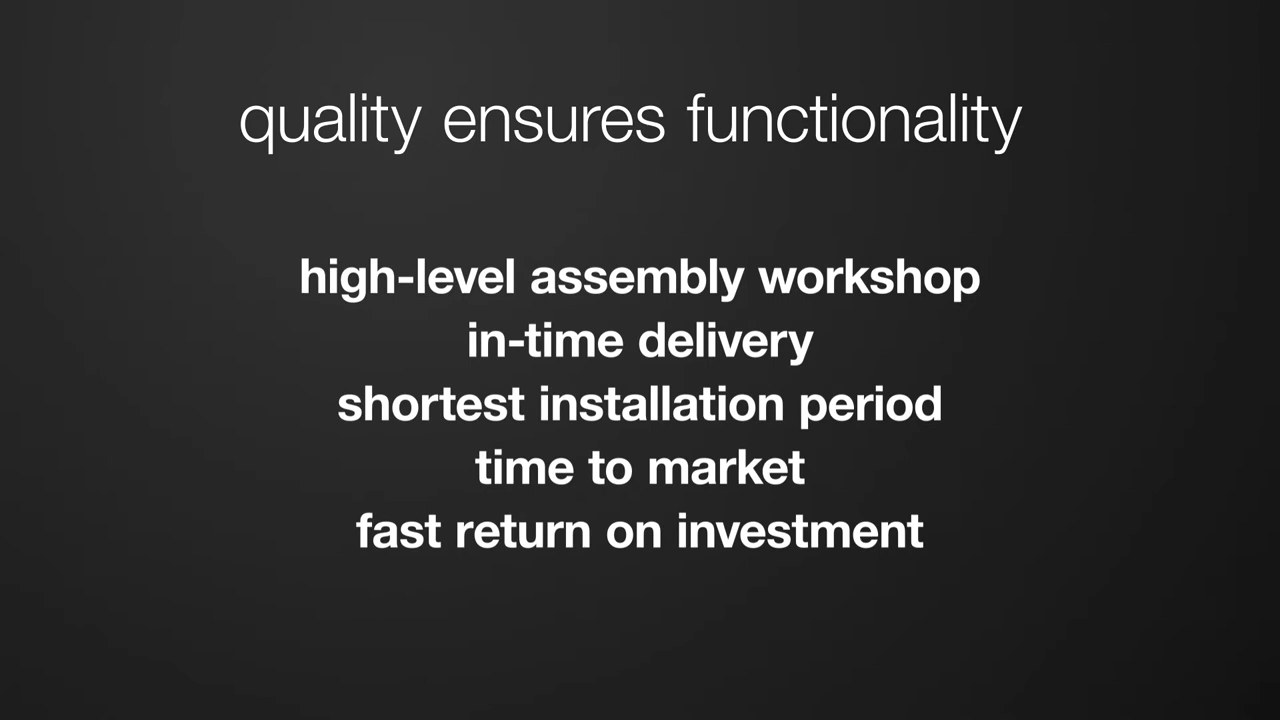 quality ensures functionality
high-level assembly workshop
in-time delivery
shortest installation period
time to market
fast return on investment